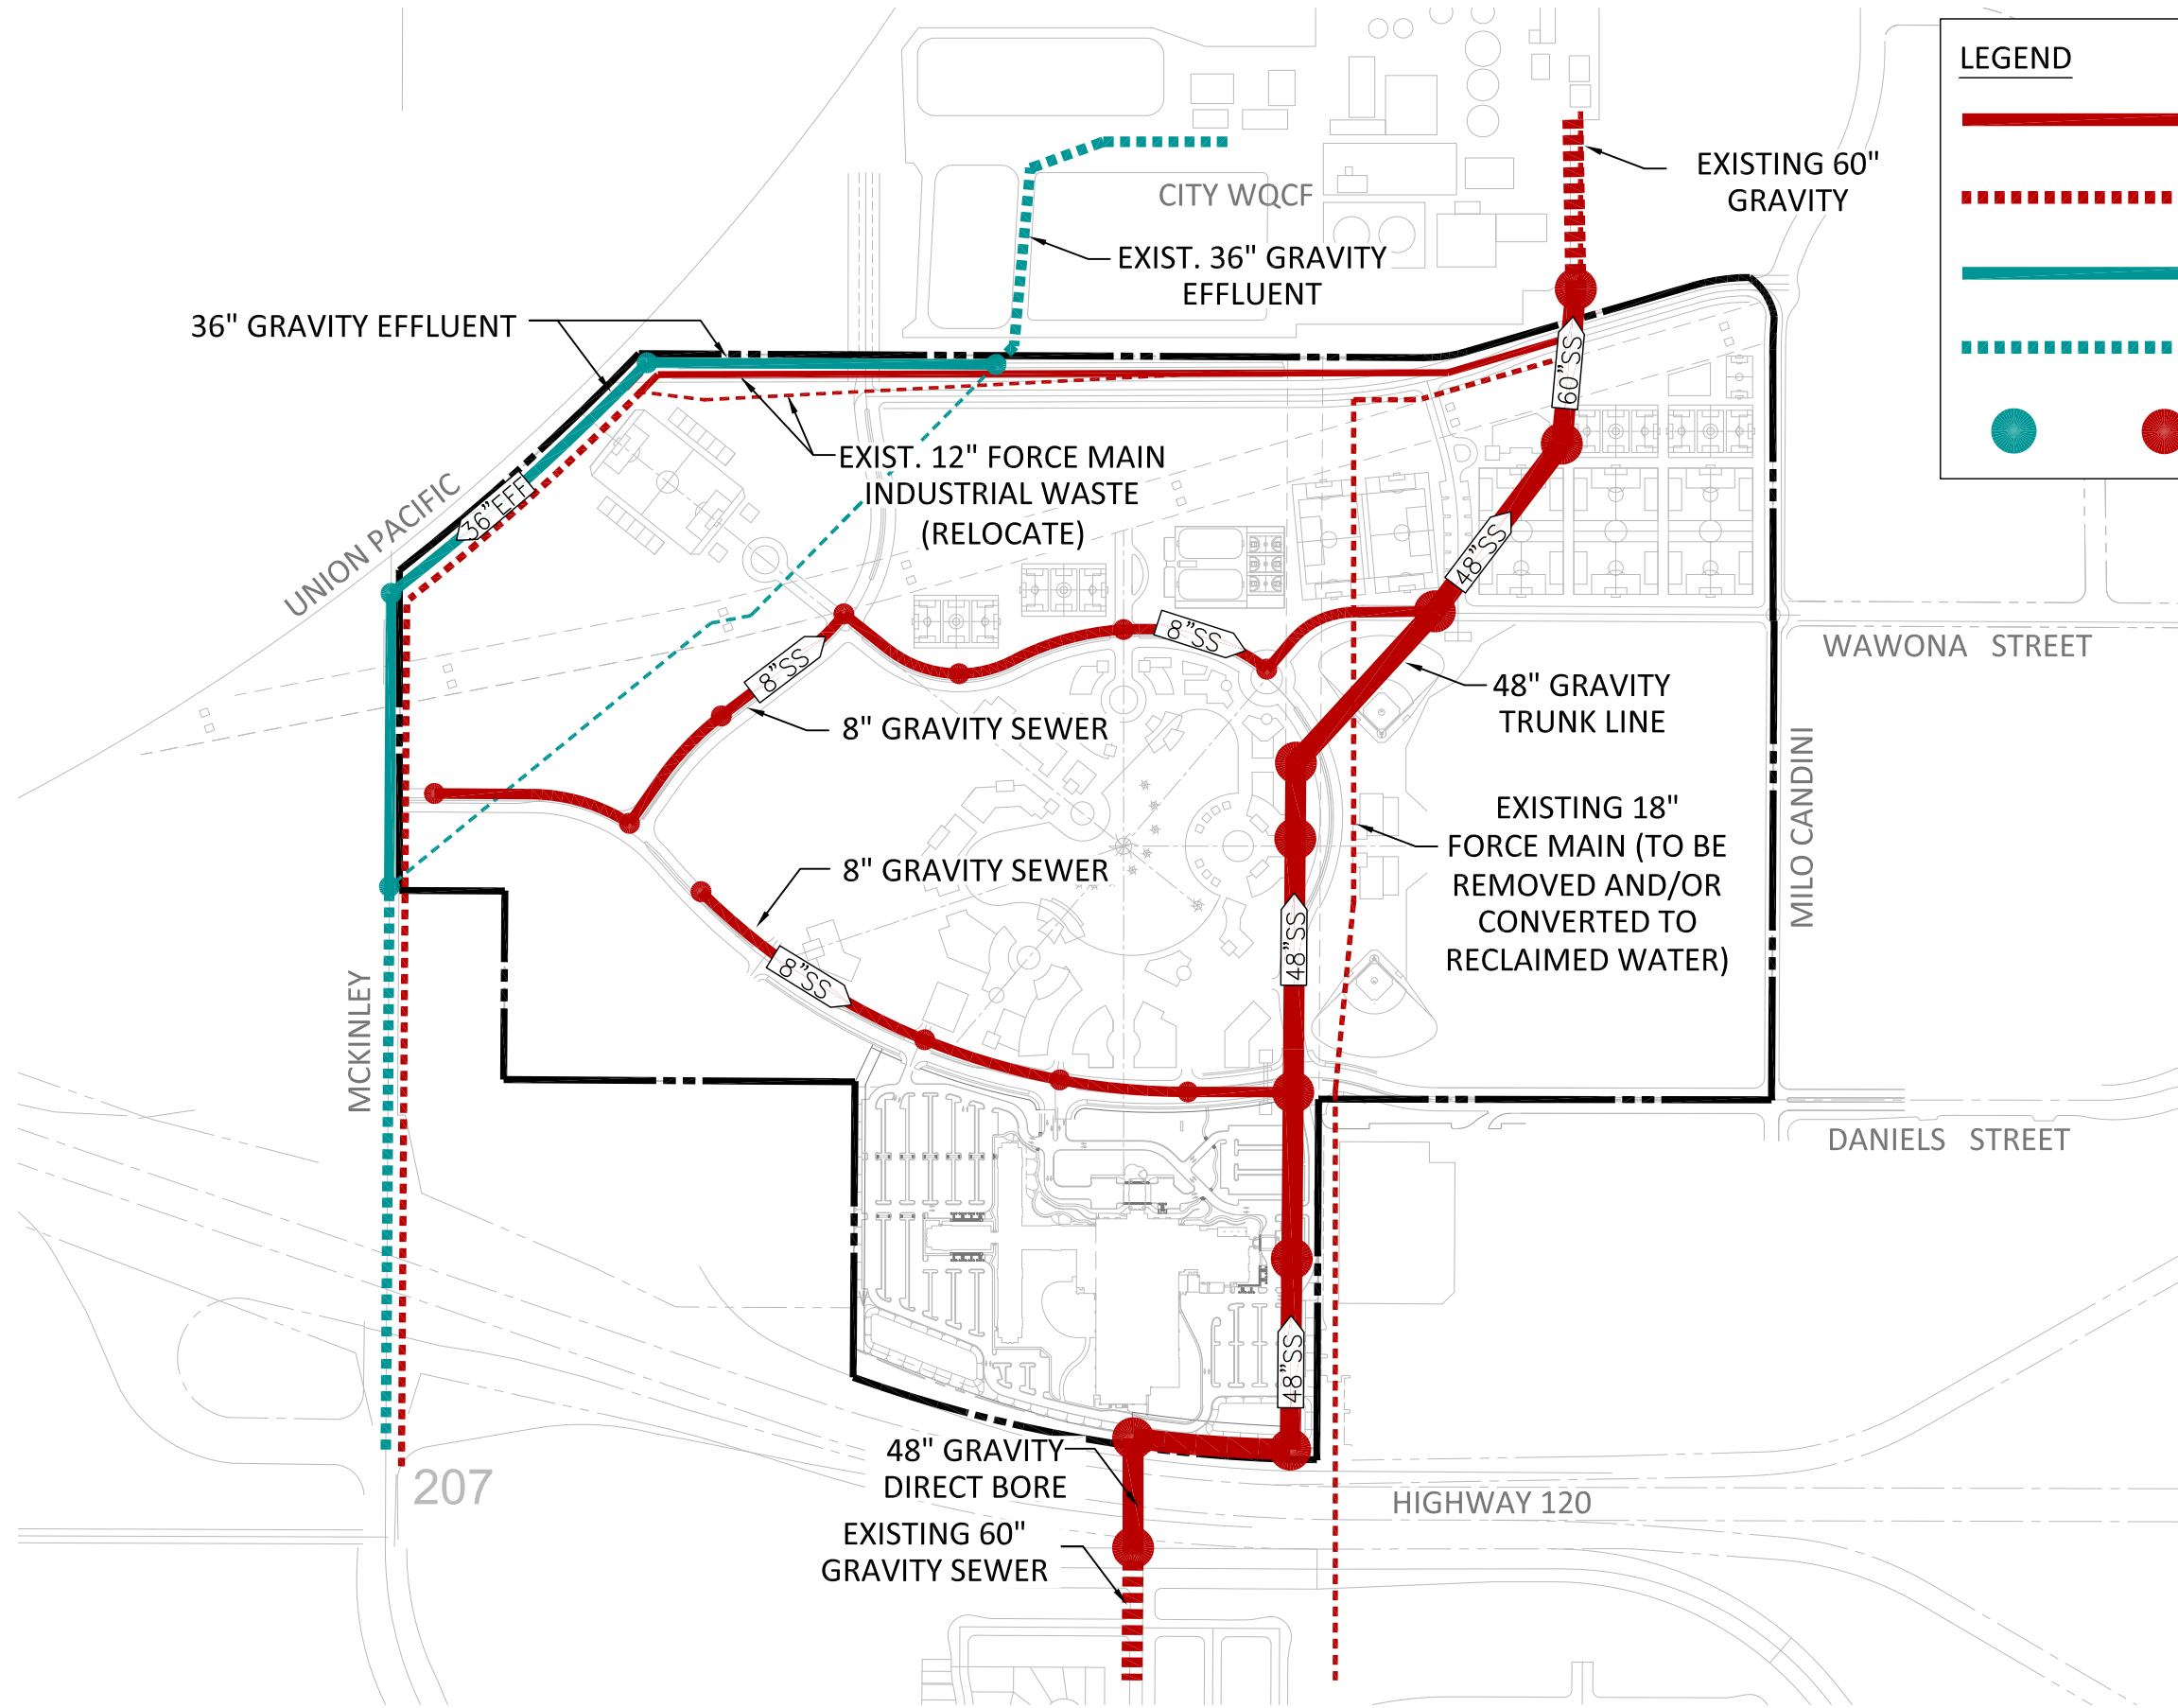 LEGEND
EXISTING 60"
GRAVITY
CITY WQCF
EXIST. 36" GRAVITY
EFFLUENT
36" GRAVITY EFFLUENT
60"SS
EXIST. 12" FORCE MAIN
INDUSTRIAL WASTE
(RELOCATE)
36"EFF
UNION PACIFIC
48"SS
8"SS
8"SS
WAWONA STREET
48" GRAVITY
TRUNK LINE
8" GRAVITY SEWER
MILO CANDINI
EXISTING 18"
FORCE MAIN (TO BE
REMOVED AND/OR
CONVERTED TO
RECLAIMED WATER)
8" GRAVITY SEWER
48"SS
8"SS
MCKINLEY
DANIELS STREET
48"SS
48" GRAVITY
DIRECT BORE
207
HIGHWAY 120
EXISTING 60"
GRAVITY SEWER